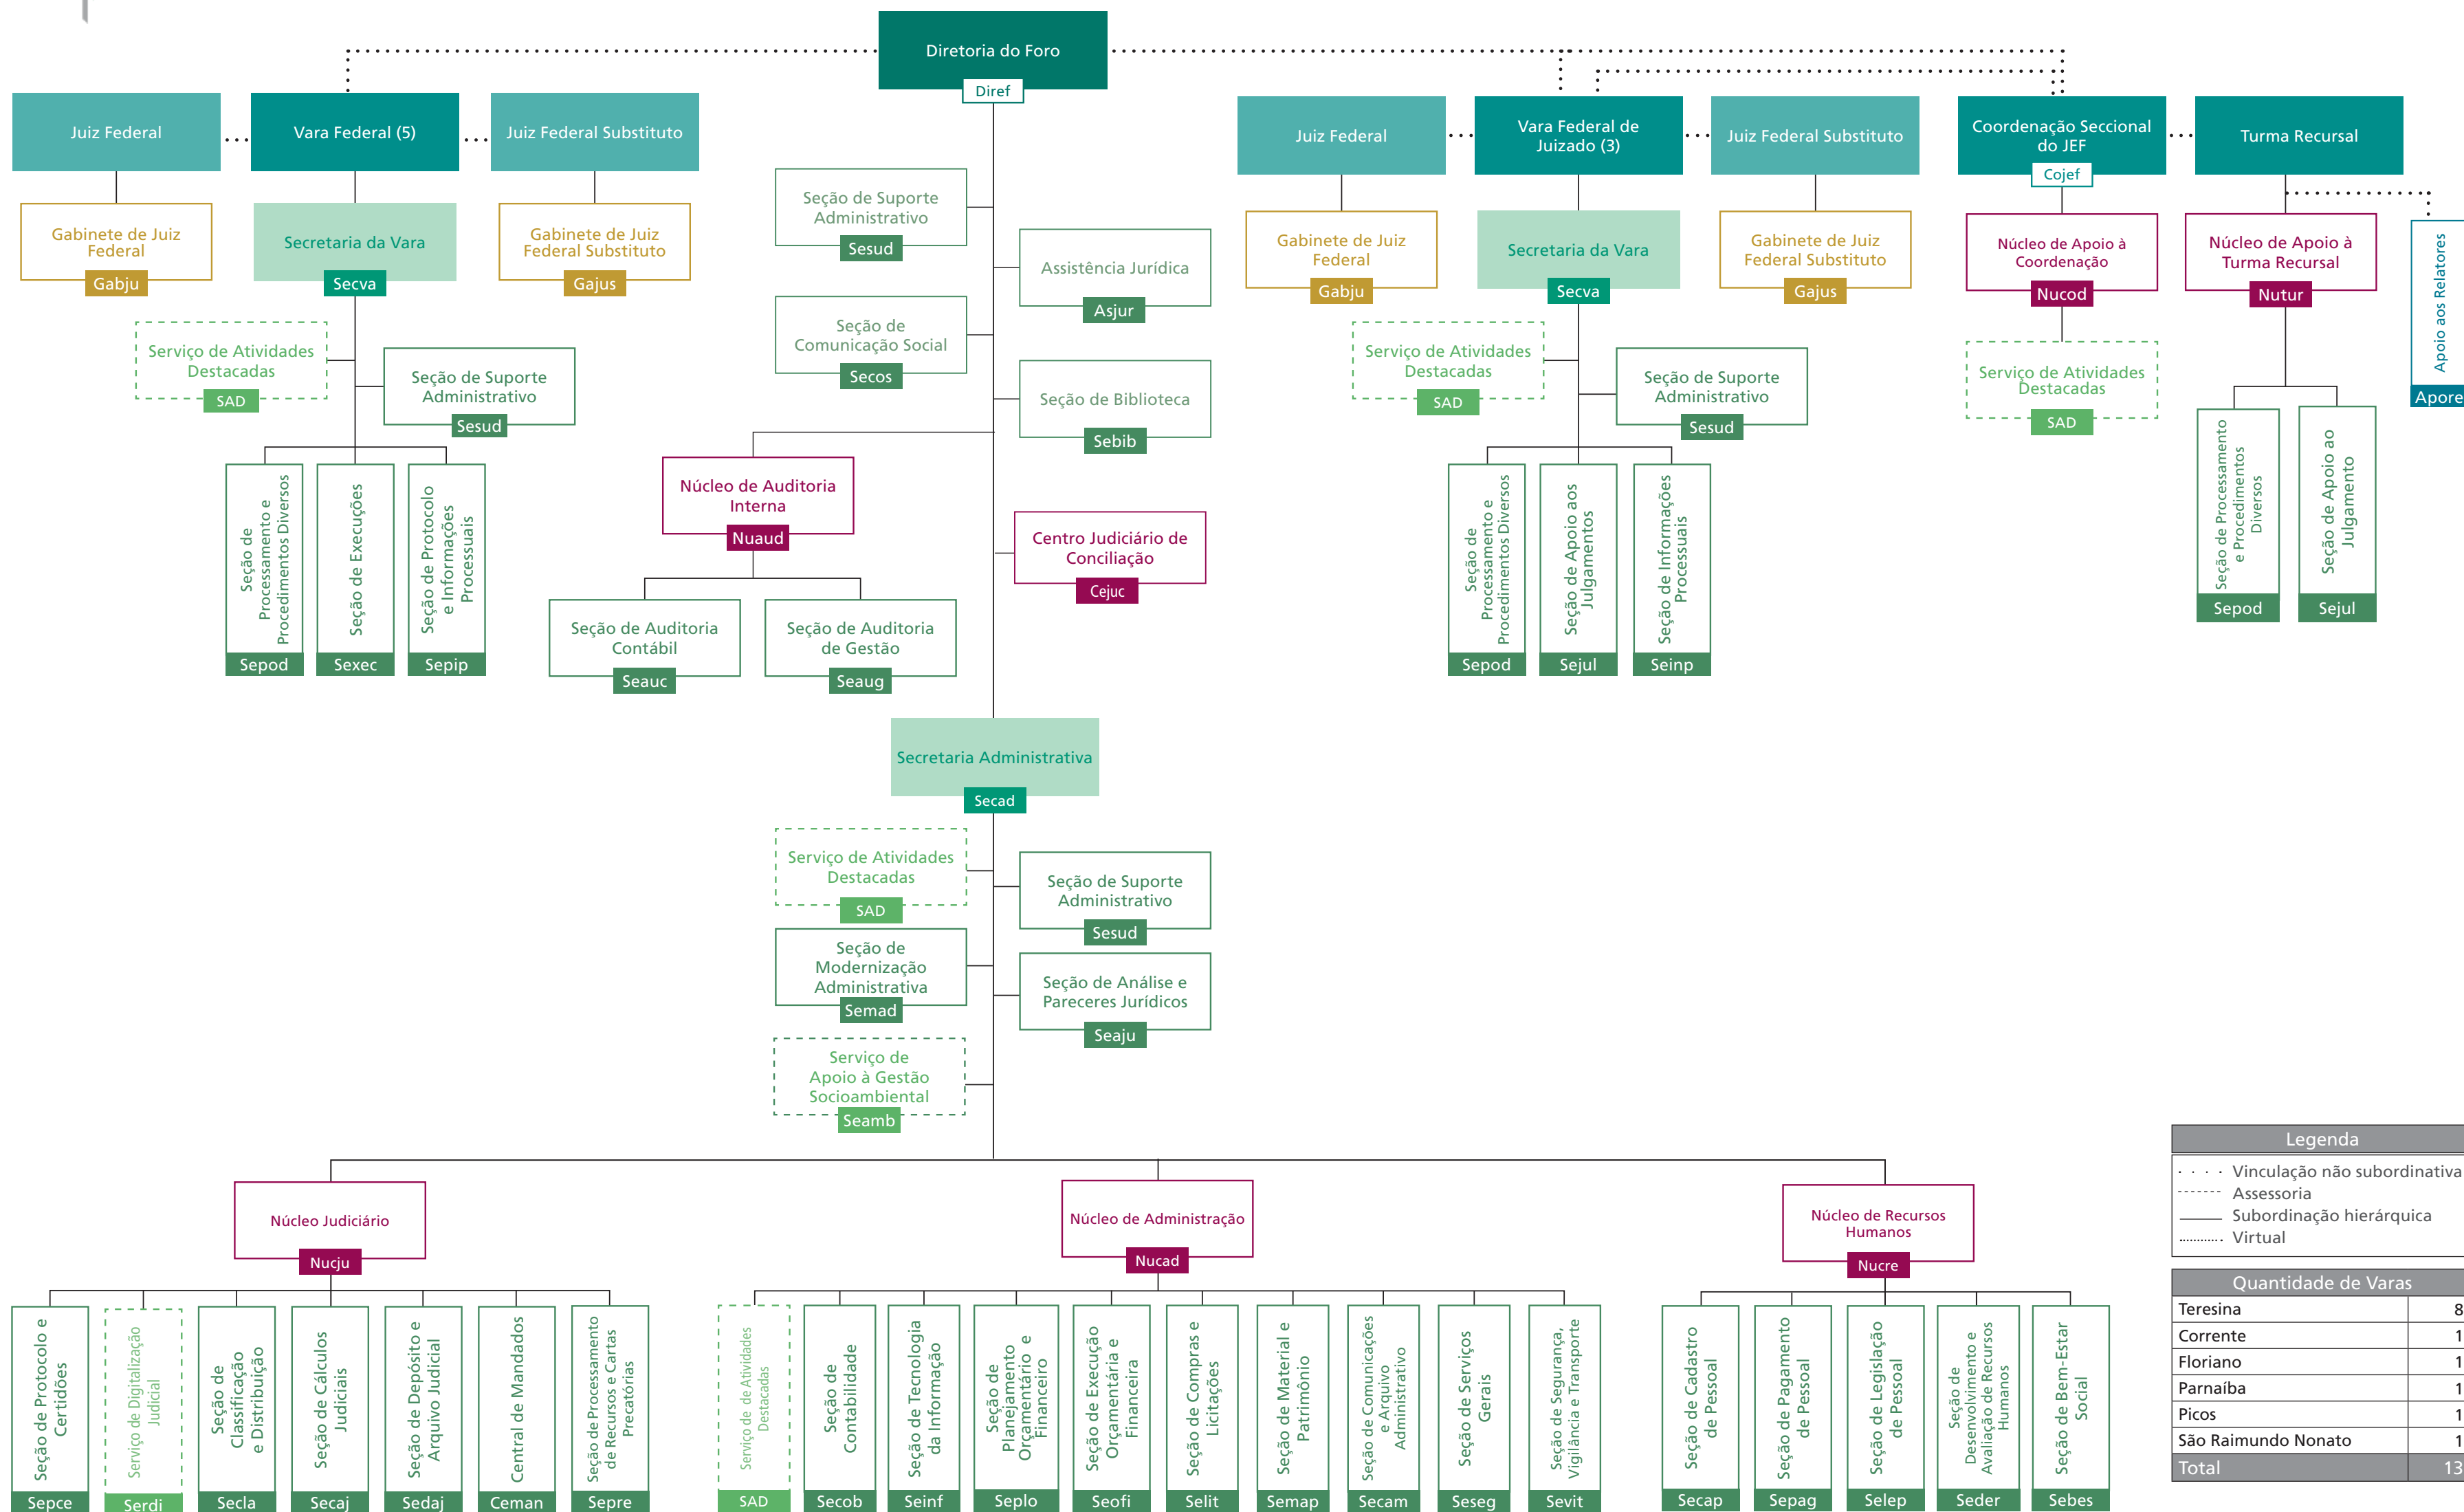 Diretoria do Foro
Diref
Juiz Federal
Vara Federal (5)
Juiz Federal Substituto
Gabinete de Juiz
Federal
Gabju
Secretaria da Vara
Secva
Gabinete de Juiz
Federal Substituto
Gajus
Serviço de Atividades
Destacadas
SAD
Seção de Suporte
Administrativo
Sesud
Seção de
Processamento e
Procedimentos Diversos
Sepod
Seção de Execuções
Sexec
Seção de Protocolo
e Informações
Processuais
Sepip
Seção de Suporte
Administrativo
Sesud
Assistência Jurídica
Asjur
Seção de
Comunicação Social
Secos
Seção de Biblioteca
Sebib
Núcleo de Auditoria
Interna
Nuaud
Centro Judiciário de
Conciliação
Cejuc
Seção de Auditoria
Contábil
Seauc
Seção de Auditoria
de Gestão
Seaug
Juiz Federal
Vara Federal de
Juizado (3)
Juiz Federal Substituto
Gabinete de Juiz
Federal
Gabju
Secretaria da Vara
Secva
Gabinete de Juiz
Federal Substituto
Gajus
Serviço de Atividades
Destacadas
SAD
Seção de Suporte
Administrativo
Sesud
Seção de
Processamento e
Procedimentos Diversos
Sepod
Seção de Apoio aos
Julgamentos
Sejul
Seção de Informações
Processuais
Seinp
Coordenação Seccional
do JEF
Cojef
Núcleo de Apoio à
Coordenação
Nucod
Serviço de Atividades
Destacadas
SAD
Turma Recursal
Núcleo de Apoio à
Turma Recursal
Nutur
Apoio aos Relatores
Apore
Seção de Processamento
e Procedimentos
Diversos
Sepod
Seção de Apoio ao
Julgamento
Sejul
Secretaria Administrativa
Secad
Serviço de Atividades
Destacadas
SAD
Seção de Suporte
Administrativo
Sesud
Seção de
Modernização
Administrativa
Semad
Seção de Análise e
Pareceres Jurídicos
Seaju
Serviço de
Apoio à Gestão
Socioambiental
Seamb
Núcleo Judiciário
Nucju
Seção de Protocolo e
Certidões
Sepce
Serviço de Digitalização
Judicial
Serdi
Seção de
Classificação
e Distribuição
Secla
Seção de Cálculos
Judiciais
Secaj
Seção de Depósito e
Arquivo Judicial
Sedaj
Central de Mandados
Ceman
Seção de Processamento
de Recursos e Cartas
Precatórias
Sepre
Núcleo de Administração
Nucad
Serviço de Atividades
Destacadas
SAD
Seção de
Contabilidade
Secob
Seção de Tecnologia
da Informação
Seinf
Seção de
Planejamento
Orçamentário e
Financeiro
Seplo
Seção de Execução
Orçamentária e
Financeira
Seofi
Seção de Compras e
Licitações
Selit
Seção de Material e
Patrimônio
Semap
Seção de Comunicações
e Arquivo
Administrativo
Secam
Seção de Serviços
Gerais
Seseg
Seção de Segurança,
Vigilância e Transporte
Sevit
Núcleo de Recursos
Humanos
Nucre
Seção de Cadastro
de Pessoal
Secap
Seção de Pagamento
de Pessoal
Sepag
Seção de Legislação
de Pessoal
Selep
Seção de
Desenvolvimento e
Avaliação de Recursos
Humanos
Seder
Seção de Bem-Estar
Social
Sebes
Legenda
Vinculação não subordinativa
Assessoria
Subordinação hierárquica
Virtual
Quantidade de Varas
Teresina 8
Corrente 1
Floriano 1
Parnaíba 1
Picos 1
São Raimundo Nonato 1
Total 13